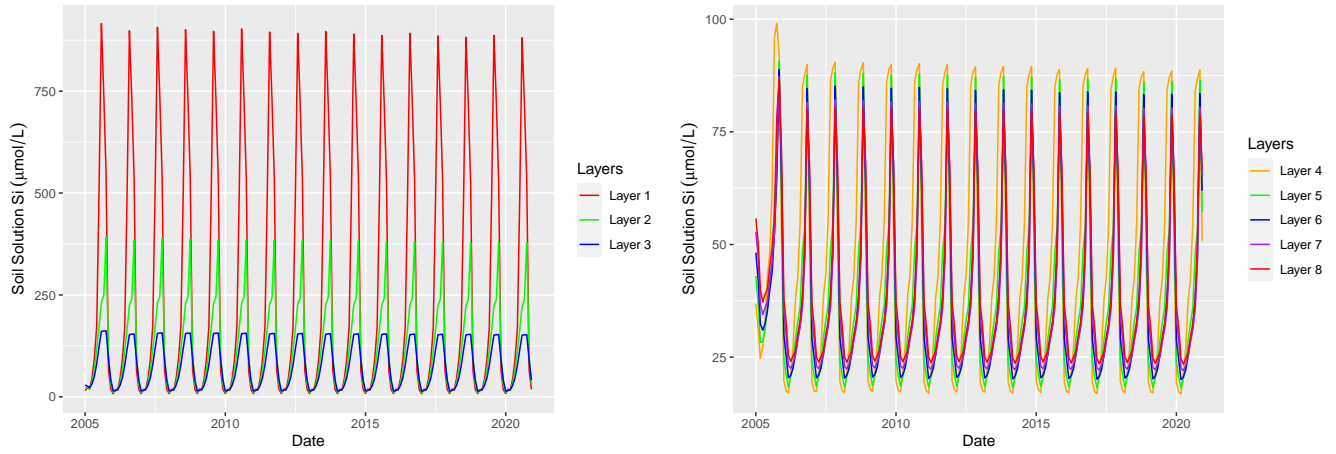 Soil Solution Si (μmol/L)
750
500
250
0
2005
2010
2015
2020
Date
Layers
Layer 1
Layer 2
Layer 3
Soil Solution Si (μmol/L)
100
75
50
25
2005
2010
2015
2020
Date
Layers
Layer 4
Layer 5
Layer 6
Layer 7
Layer 8